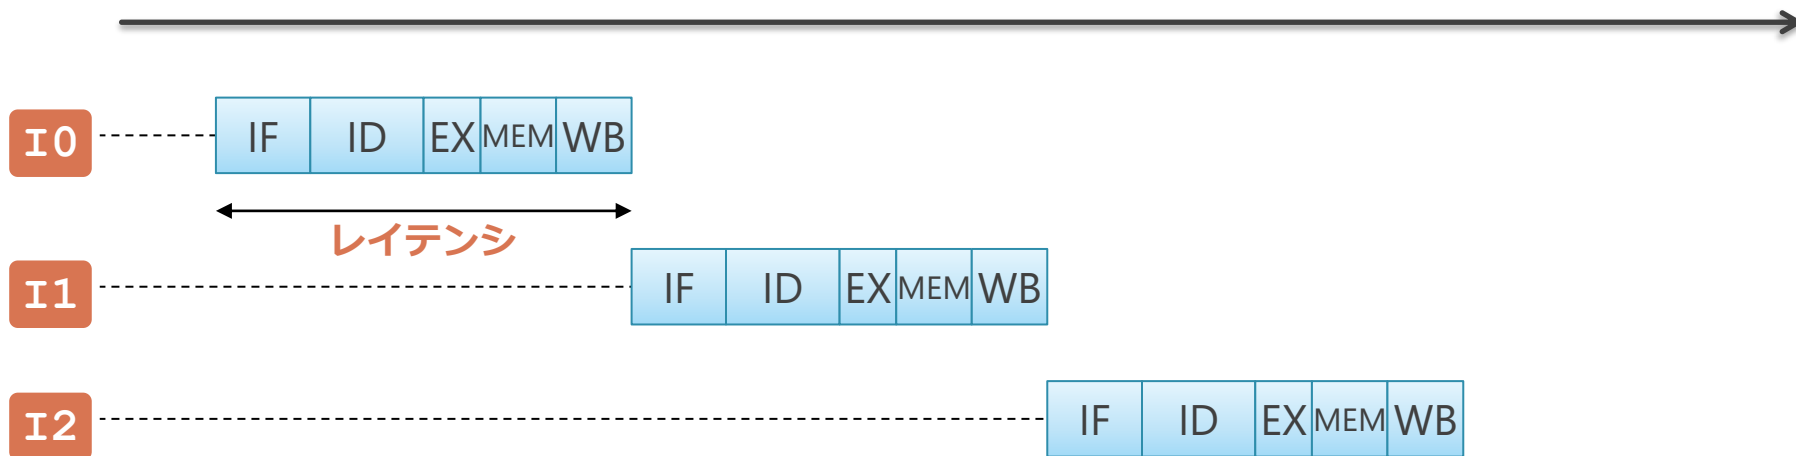 I0 IF ID EX MEM WB
レイテンシ
I1 IF ID EX MEM WB
I2 IF ID EX MEM WB